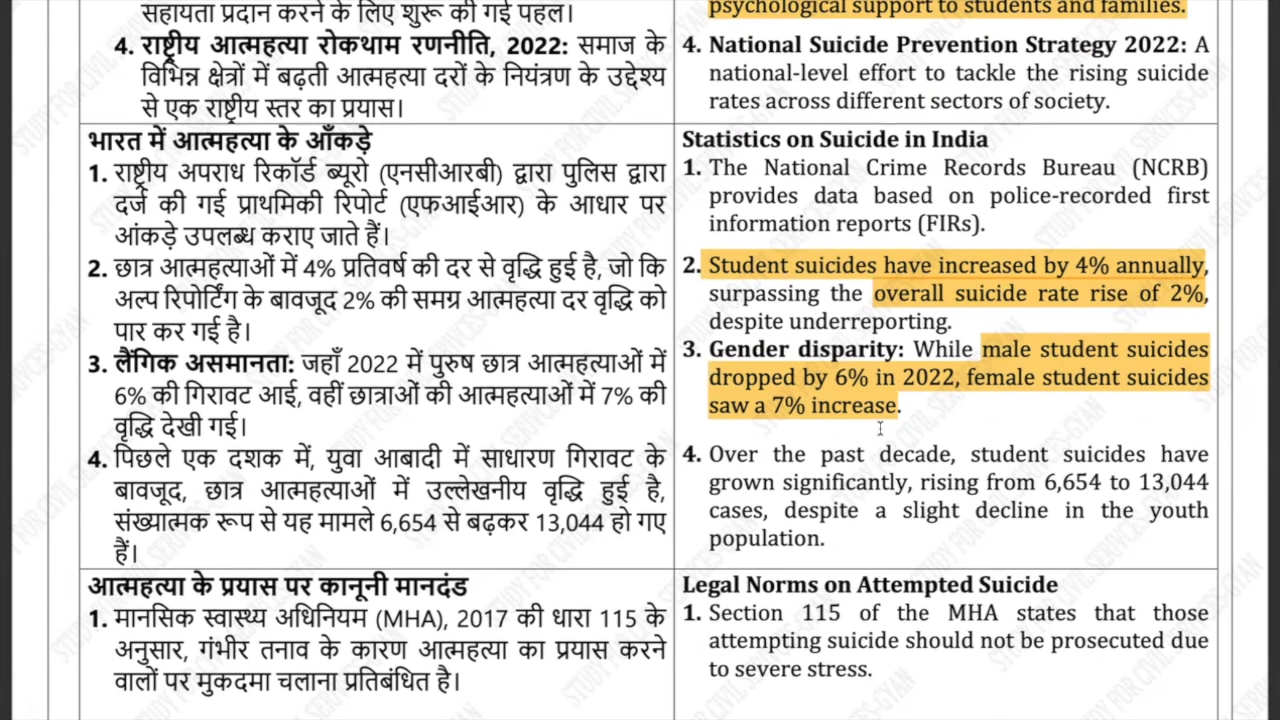 सहायता प्रदान करने के लिए शुरू की गई पहल।
4. राष्ट्रीय आत्महत्या रोकथाम रणनीति, 2022: समाज के
विभिन्न क्षेत्रों में बढ़ती आत्महत्या दरों के नियंत्रण के उद्देश्य
से एक राष्ट्रीय स्तर का प्रयास।
psychological support to students and families.
4. National Suicide Prevention Strategy 2022: A
national-level effort to tackle the rising suicide
rates across different sectors of society.
भारत में आत्महत्या के आँकड़े
1. राष्ट्रीय अपराध रिकॉर्ड ब्यूरो (एनसीआरबी) द्वारा पुलिस द्वारा
दर्ज की गई प्राथमिकी रिपोर्ट (एफआईआर) के आधार पर
आंकड़े उपलब्ध कराए जाते हैं।
2. छात्र आत्महत्याओं में 4% प्रतिवर्ष की दर से वृद्धि हुई है, जो कि
अल्प रिपोर्टिंग के बावजूद 2% की समग्र आत्महत्या दर वृद्धि को
पार कर गई है।
3. लैंगिक असमानता: जहाँ 2022 में पुरुष छात्र आत्महत्याओं में
6% की गिरावट आई, वहीं छात्राओं की आत्महत्याओं में 7% की
वृद्धि देखी गई।
4. पिछले एक दशक में, युवा आबादी में साधारण गिरावट के
बावजूद, छात्र आत्महत्याओं में उल्लेखनीय वृद्धि हुई है,
संख्यात्मक रूप से यह मामले 6,654 से बढ़कर 13,044 हो गए
हैं।
Statistics on Suicide in India
1. The National Crime Records Bureau (NCRB)
provides data based on police-recorded first
information reports (FIRs).
2. Student suicides have increased by 4% annually,
surpassing the overall suicide rate rise of 2%,
despite underreporting.
3. Gender disparity: While male student suicides
dropped by 6% in 2022, female student suicides
saw a 7% increase.
4. Over the past decade, student suicides have
grown significantly, rising from 6,654 to 13,044
cases, despite a slight decline in the youth
population.
आत्महत्या के प्रयास पर कानूनी मानदंड
1. मानसिक स्वास्थ्य अधिनियम (MHA), 2017 की धारा 115 के
अनुसार, गंभीर तनाव के कारण आत्महत्या का प्रयास करने
वालों पर मुकदमा चलाना प्रतिबंधित है।
Legal Norms on Attempted Suicide
1. Section 115 of the MHA states that those
attempting suicide should not be prosecuted due
to severe stress.
STUDY FOR CIVIL SERVICES-GYAN